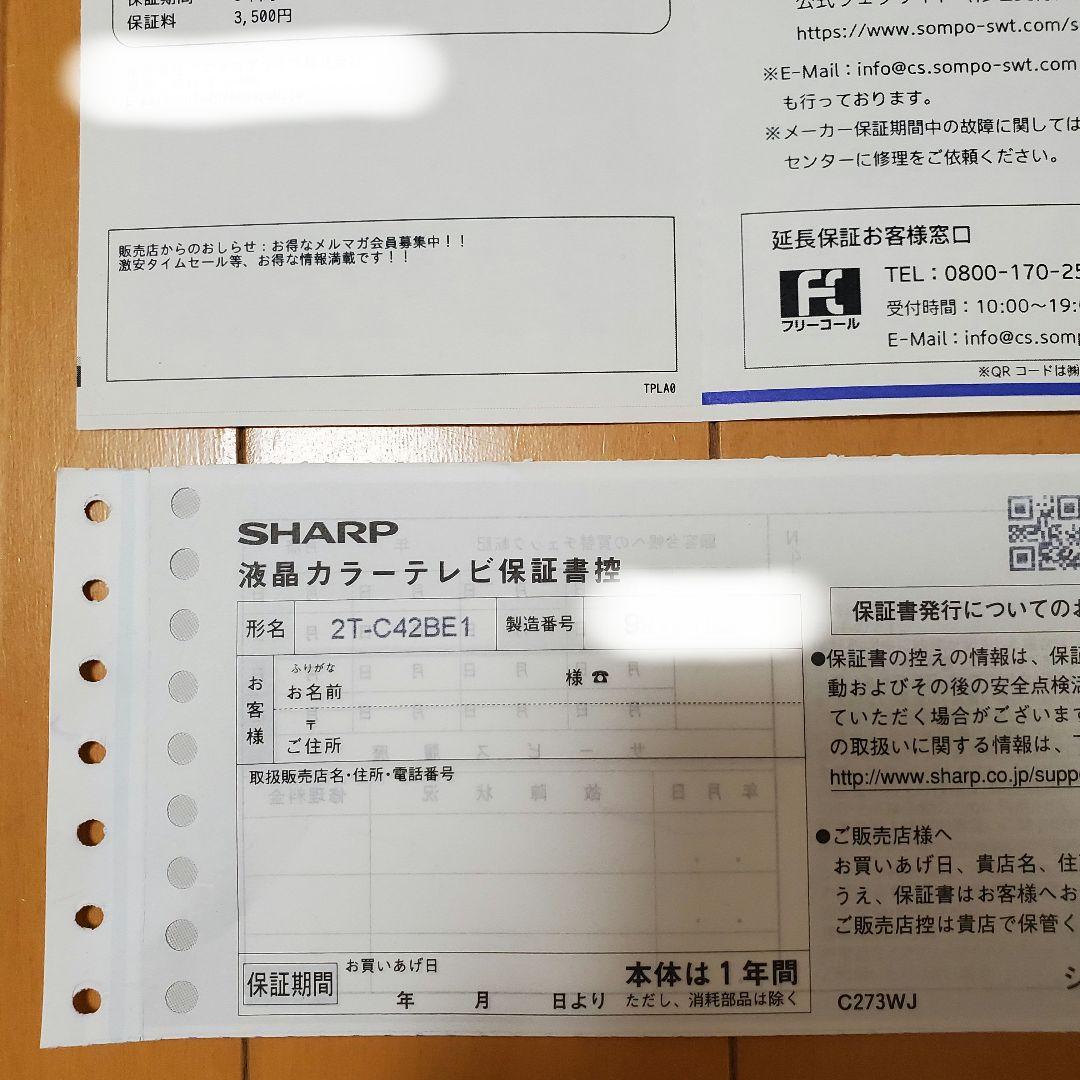 保証料 3,500円
https://www.sompo-swt.com/s
※E-Mail：info@cs.sompo-swt.com
も行っております。
※メーカー保証期間中の故障に関しては
センターに修理をご依頼ください。
販売店からのおしらせ：お得なメルマガ会員募集中！！
激安タイムセール等、お得な情報満載です！！
TPLA0
延長保証お客様窓口
フリーコール
TEL：0800-170-25
受付時間：10:00〜19:
E-Mail：info@cs.som
※QR コードは㈱
SHARP
液晶カラーテレビ保証書控
形名 2T-C42BE1 製造番号
お客様
ふりがな
お名前 様 ☎
〒
ご住所
取扱販売店名・住所・電話番号
保証期間
お買いあげ日
年 月 日より
本体は1年間
ただし、消耗部品は除く
保証書発行についてのお
●保証書の控えの情報は、保証
動およびその後の安全点検活
ていただく場合がございます
の取扱いに関する情報は、
http://www.sharp.co.jp/suppo
●ご販売店様へ
お買いあげ日、貴店名、住
うえ、保証書はお客様へお
ご販売店控は貴店で保管く
C273WJ